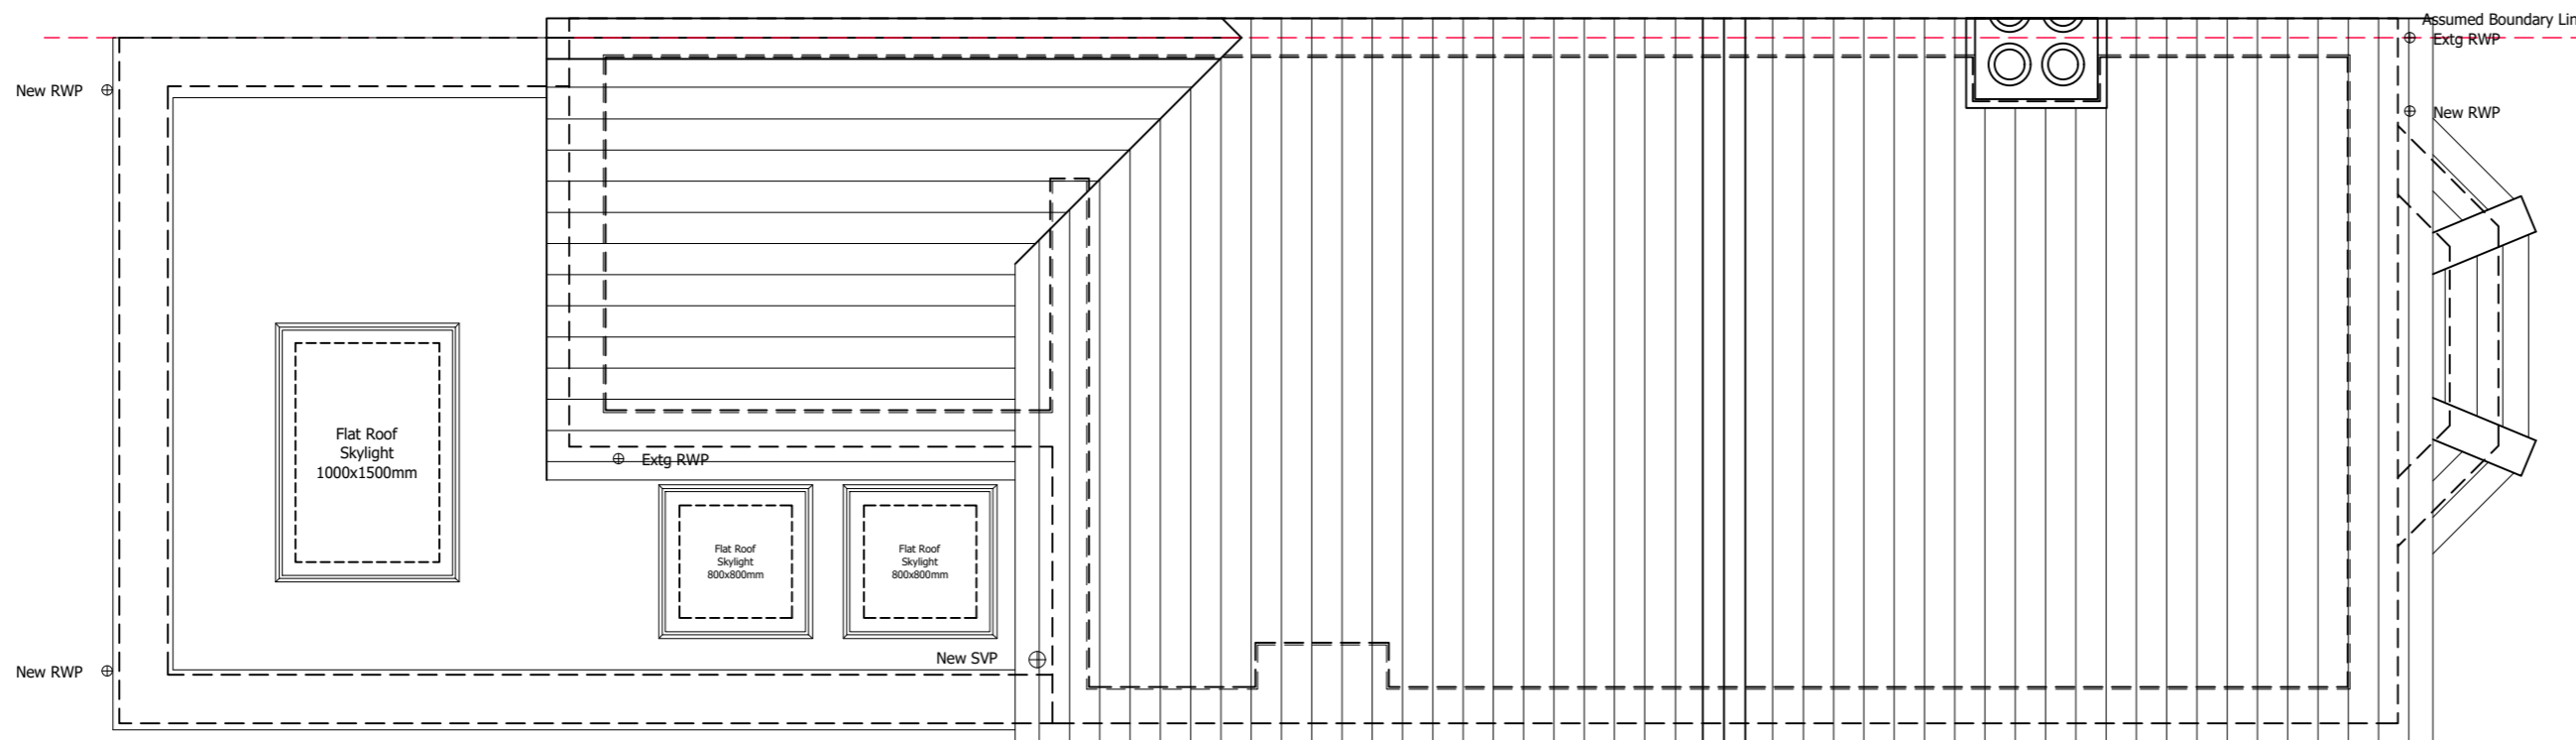 Assumed Boundary Lin
Extg RWP
New RWP
New RWP
Flat Roof
Skylight
1000x1500mm
Extg RWP
Flat Roof
Skylight
800x800mm
Flat Roof
Skylight
800x800mm
New SVP
New RWP